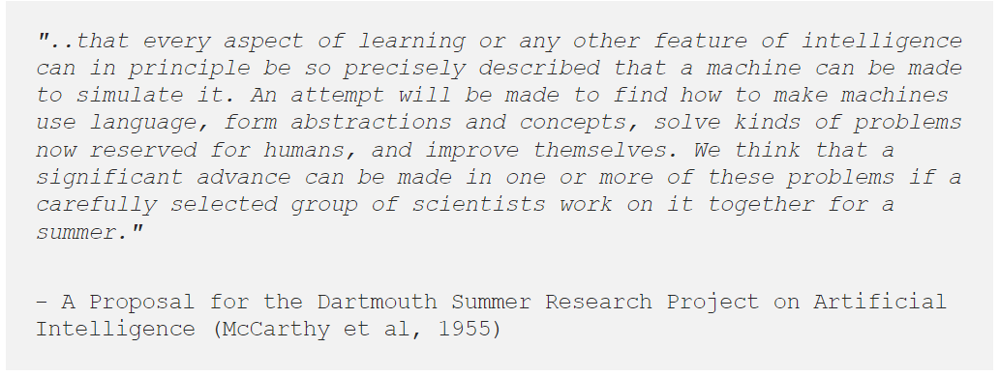 "..that every aspect of learning or any other feature of intelligence
can in principle be so precisely described that a machine can be made
to simulate it. An attempt will be made to find how to make machines
use language, form abstractions and concepts, solve kinds of problems
now reserved for humans, and improve themselves. We think that a
significant advance can be made in one or more of these problems if a
carefully selected group of scientists work on it together for a
summer."
– A Proposal for the Dartmouth Summer Research Project on Artificial
Intelligence (McCarthy et al, 1955)